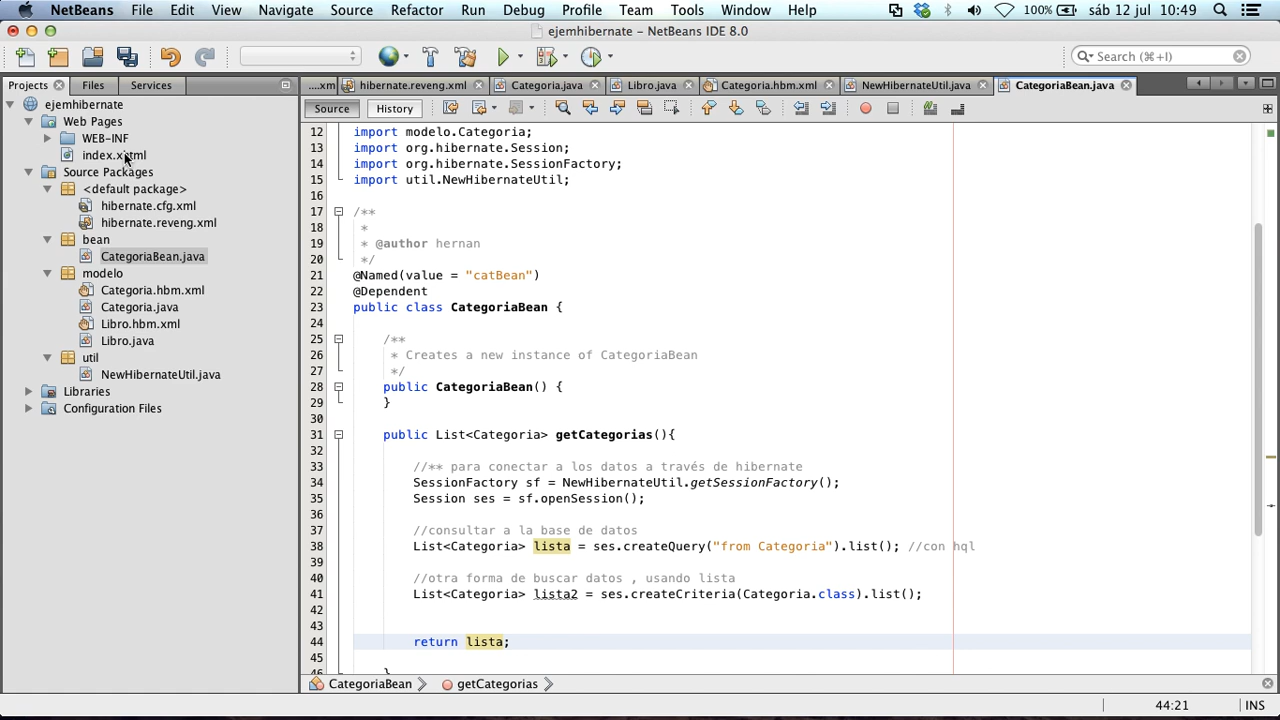 NetBeans File Edit View Navigate Source Refactor Run Debug Profile Team Tools Window Help 100% sáb 12 jul 10:49
ejemhibernate – NetBeans IDE 8.0
Search (⌘+I)
Projects Files Services
....xm hibernate.reveng.xml Categoria.java Libro.java Categoria.hbm.xml NewHibernateUtil.java CategoriaBean.java
Source History
ejemhibernate
Web Pages
WEB-INF
index.xhtml
Source Packages
<default package>
hibernate.cfg.xml
hibernate.reveng.xml
bean
CategoriaBean.java
modelo
Categoria.hbm.xml
Categoria.java
Libro.hbm.xml
Libro.java
util
NewHibernateUtil.java
Libraries
Configuration Files
12 import modelo.Categoria;
13 import org.hibernate.Session;
14 import org.hibernate.SessionFactory;
15 import util.NewHibernateUtil;
16
17 /**
18 *
19 * @author hernan
20 */
21 @Named(value = "catBean")
22 @Dependent
23 public class CategoriaBean {
24
25 /**
26 * Creates a new instance of CategoriaBean
27 */
28 public CategoriaBean() {
29 }
30
31 public List<Categoria> getCategorias(){
32
33 //** para conectar a los datos a través de hibernate
34 SessionFactory sf = NewHibernateUtil.getSessionFactory();
35 Session ses = sf.openSession();
36
37 //consultar a la base de datos
38 List<Categoria> lista = ses.createQuery("from Categoria").list(); //con hql
39
40 //otra forma de buscar datos , usando lista
41 List<Categoria> lista2 = ses.createCriteria(Categoria.class).list();
42
43
44 return lista;
45
46 }
CategoriaBean getCategorias
44:21 INS